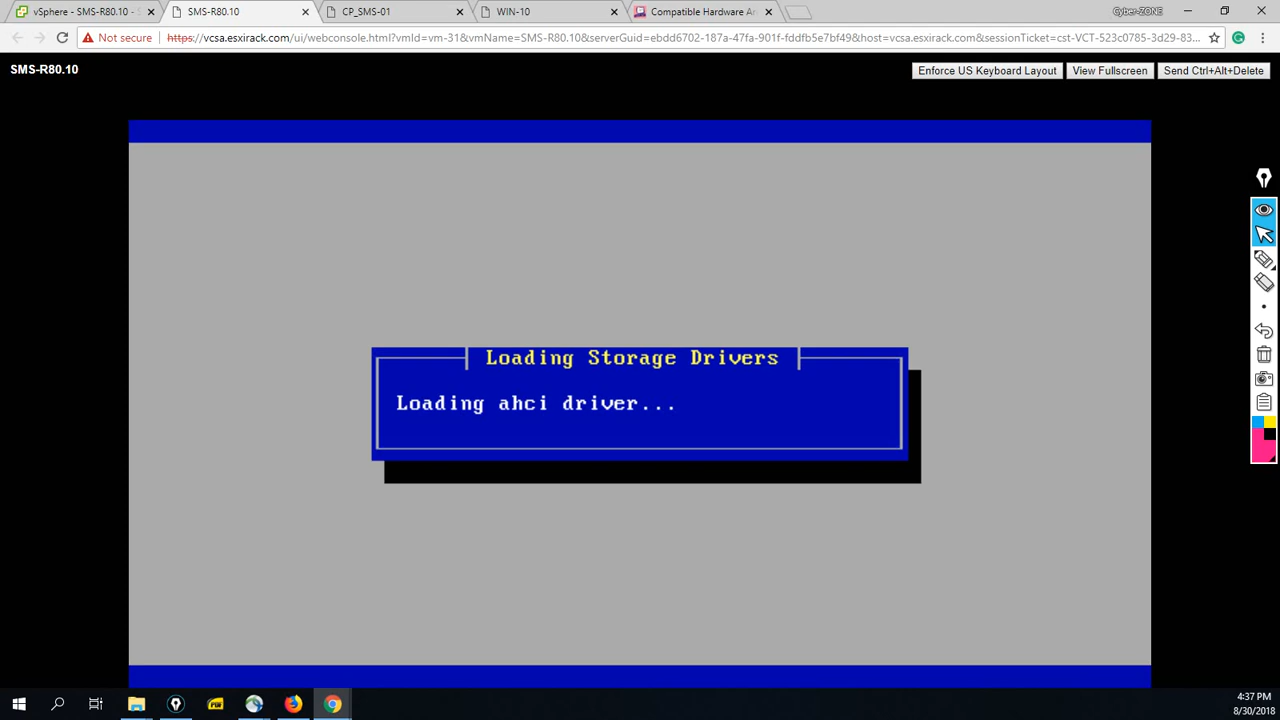 vSphere - SMS-R80.10 -
SMS-R80.10
CP_SMS-01
WIN-10
Compatible Hardware
Cyber-ZONE
Not secure
https://vcsa.esxirack.com/ui/webconsole.html?vmId=vm-31&vmName=SMS-R80.10&serverGuid=ebdd6702-187a-47fa-901f-fddfb5e7bf49&host=vcsa.esxirack.com&sessionTicket=cst-VCT-523c0785-3d29-83...
SMS-R80.10
Enforce US Keyboard Layout
View Fullscreen
Send Ctrl+Alt+Delete
Loading Storage Drivers
Loading ahci driver...
PDF
4:37 PM
8/30/2018